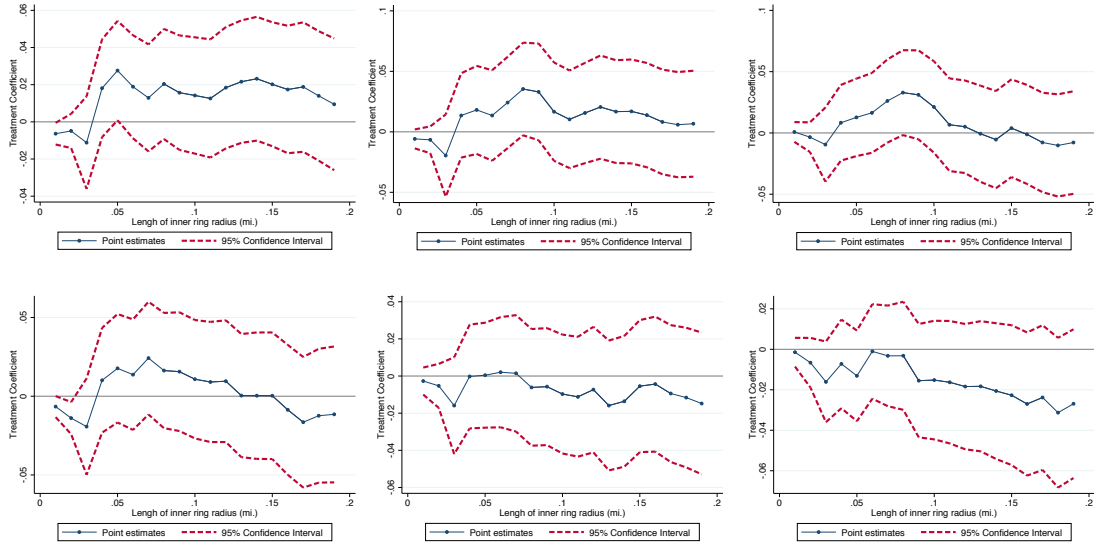 Treatment Coefficient
-.04 -.02 0 .02 .04 .06
0 .05 .1 .15 .2
Lengh of inner ring radius (mi.)
Point estimates 95% Confidence Interval
Treatment Coefficient
-.05 0 .05 .1
0 .05 .1 .15 .2
Lengh of inner ring radius (mi.)
Point estimates 95% Confidence Interval
Treatment Coefficient
-.05 0 .05 .1
0 .05 .1 .15 .2
Lengh of inner ring radius (mi.)
Point estimates 95% Confidence Interval
Treatment Coefficient
-.05 0 .05
0 .05 .1 .15 .2
Lengh of inner ring radius (mi.)
Point estimates 95% Confidence Interval
Treatment Coefficient
-.06 -.04 -.02 0 .02 .04
0 .05 .1 .15 .2
Lengh of inner ring radius (mi.)
Point estimates 95% Confidence Interval
Treatment Coefficient
-.06 -.04 -.02 0 .02
0 .05 .1 .15 .2
Lengh of inner ring radius (mi.)
Point estimates 95% Confidence Interval